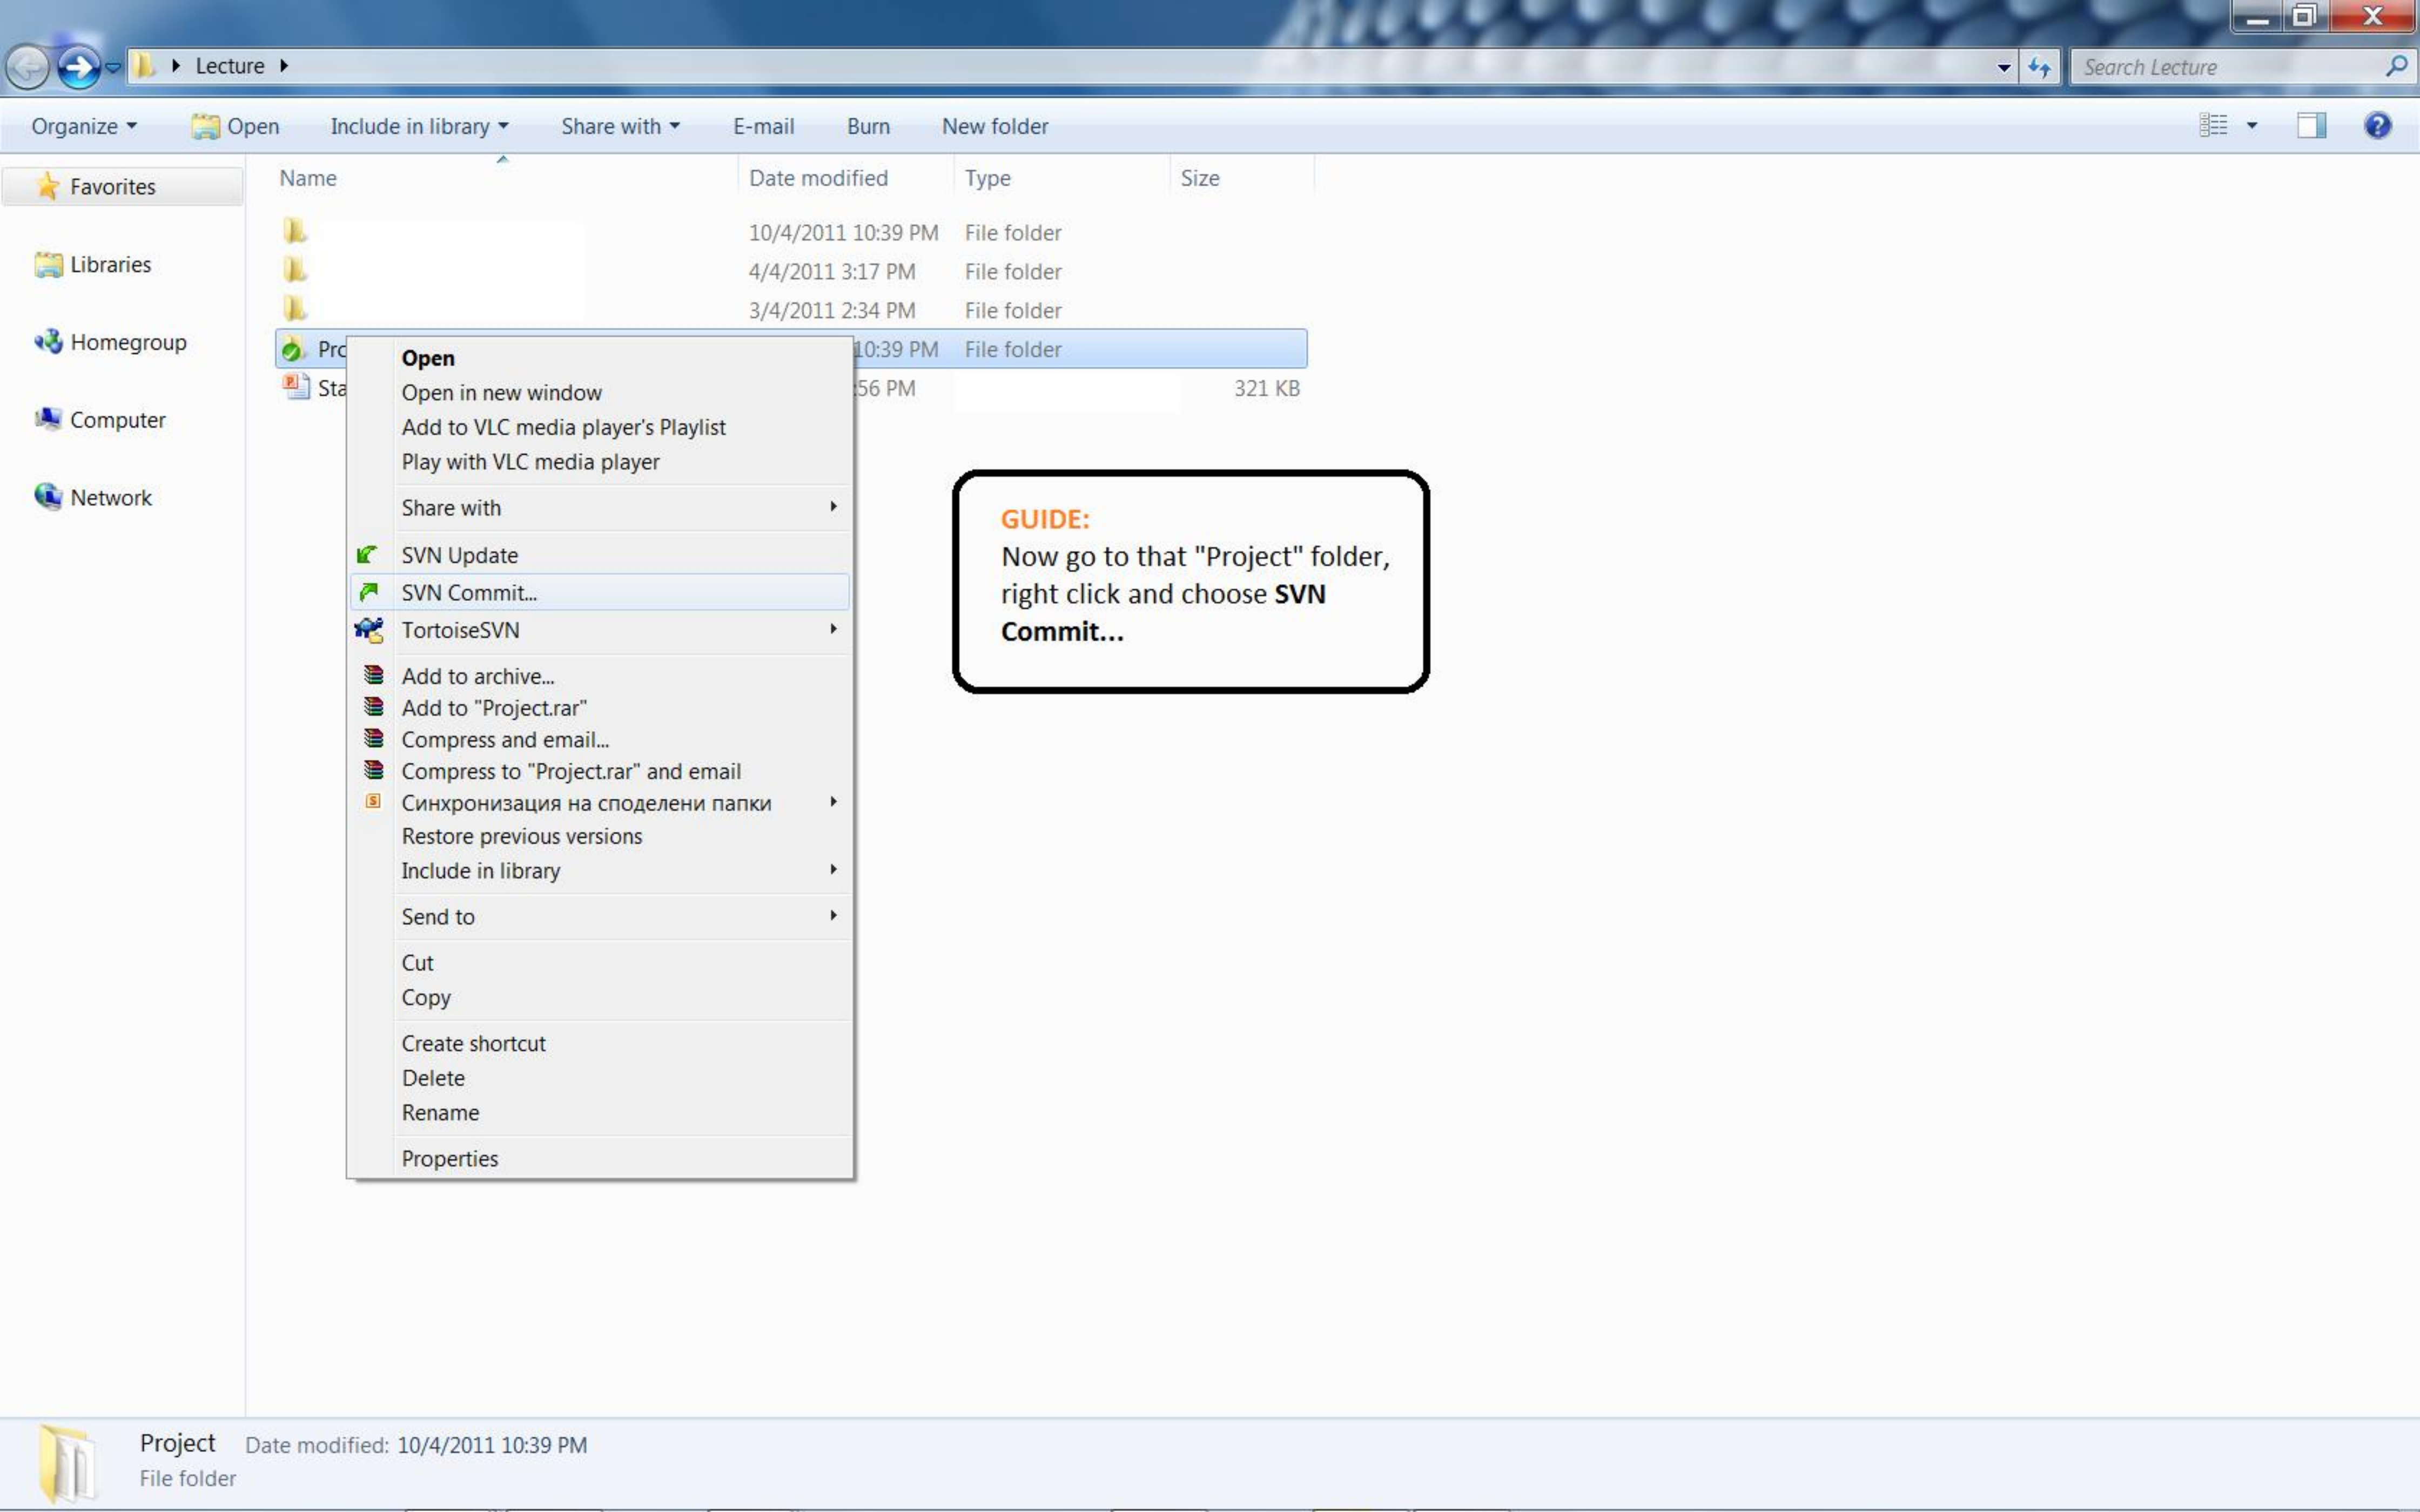 Lecture
Search Lecture
Organize
Open
Include in library
Share with
E-mail
Burn
New folder
Favorites
Libraries
Homegroup
Computer
Network
Name
Date modified
Type
Size
10/4/2011 10:39 PM File folder
4/4/2011 3:17 PM File folder
3/4/2011 2:34 PM File folder
Prc 10:39 PM File folder
Sta :56 PM 321 KB
Open
Open in new window
Add to VLC media player's Playlist
Play with VLC media player
Share with
SVN Update
SVN Commit...
TortoiseSVN
Add to archive...
Add to "Project.rar"
Compress and email...
Compress to "Project.rar" and email
Синхронизация на споделени папки
Restore previous versions
Include in library
Send to
Cut
Copy
Create shortcut
Delete
Rename
Properties
GUIDE:
Now go to that "Project" folder,
right click and choose SVN
Commit...
Project Date modified: 10/4/2011 10:39 PM
File folder